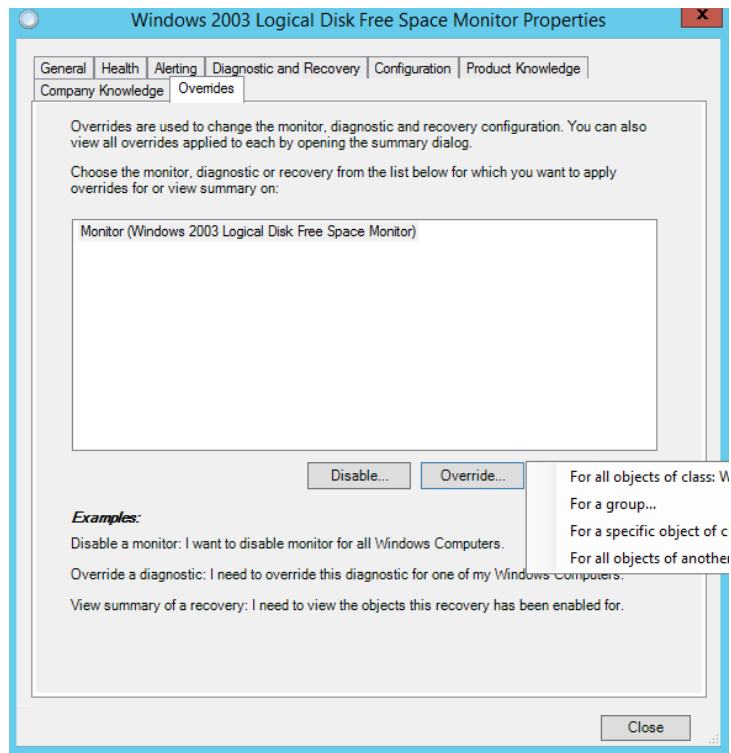 Windows 2003 Logical Disk Free Space Monitor Properties
x
General Health Alerting Diagnostic and Recovery Configuration Product Knowledge
Company Knowledge Overrides
Overrides are used to change the monitor, diagnostic and recovery configuration. You can also
view all overrides applied to each by opening the summary dialog.
Choose the monitor, diagnostic or recovery from the list below for which you want to apply
overrides for or view summary on:
Monitor (Windows 2003 Logical Disk Free Space Monitor)
Disable... Override...
For all objects of class: W
For a group...
For a specific object of c
For all objects of another
Examples:
Disable a monitor: I want to disable monitor for all Windows Computers.
Override a diagnostic: I need to override this diagnostic for one of my Windows Computers.
View summary of a recovery: I need to view the objects this recovery has been enabled for.
Close